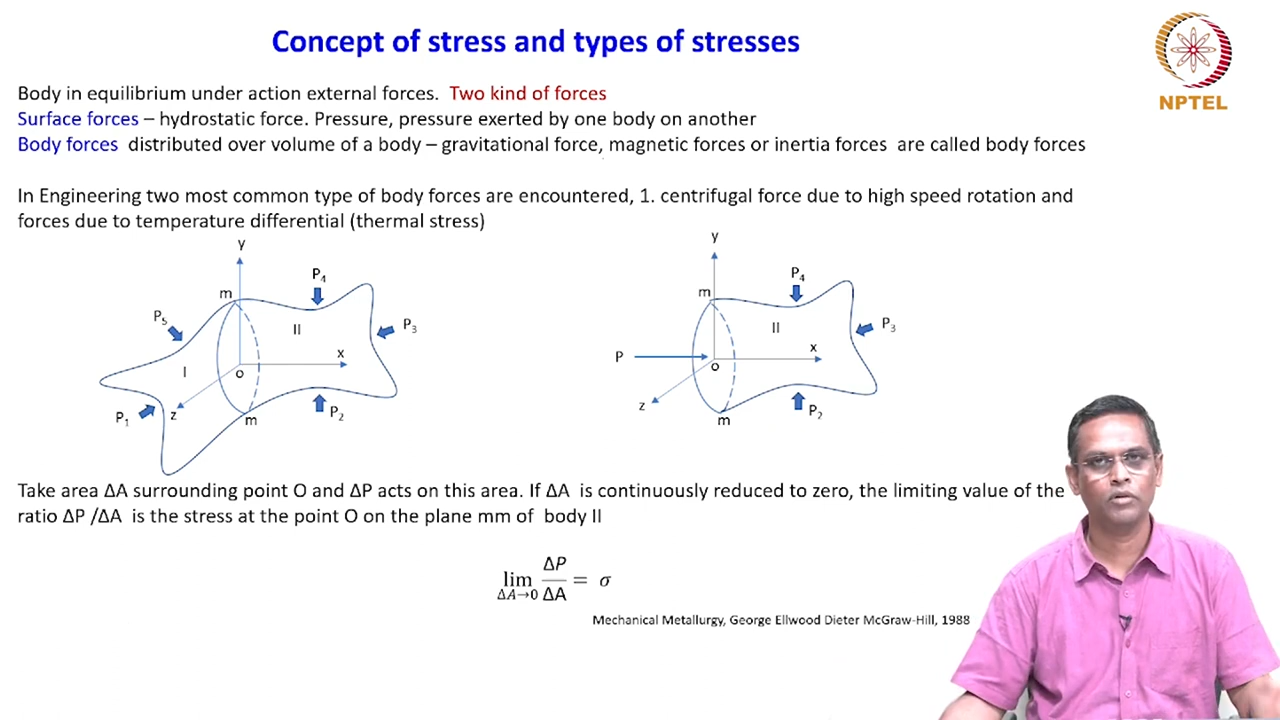 Concept of stress and types of stresses
NPTEL
Body in equilibrium under action external forces. Two kind of forces
Surface forces – hydrostatic force. Pressure, pressure exerted by one body on another
Body forces distributed over volume of a body – gravitational force, magnetic forces or inertia forces are called body forces
In Engineering two most common type of body forces are encountered, 1. centrifugal force due to high speed rotation and
forces due to temperature differential (thermal stress)
y
P₄
m
P₅
II
P₃
x
I
o
P₁
z
P₂
m
y
P₄
m
II
P₃
x
P
o
z
P₂
m
Take area ΔA surrounding point O and ΔP acts on this area. If ΔA is continuously reduced to zero, the limiting value of the
ratio ΔP /ΔA is the stress at the point O on the plane mm of body II
lim ΔA→0 ΔP/ΔA = σ
Mechanical Metallurgy, George Ellwood Dieter McGraw-Hill, 1988